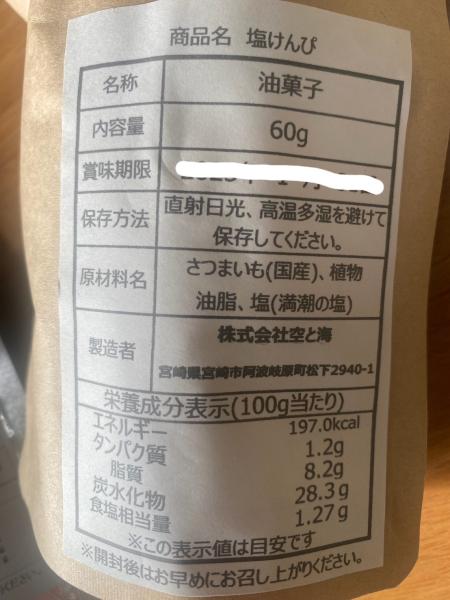 商品名 塩けんぴ
名称 油菓子
内容量 60g
賞味期限
保存方法 直射日光、高温多湿を避けて
保存してください。
原材料名 さつまいも(国産)、植物
油脂、塩(満潮の塩)
製造者 株式会社空と海
宮崎県宮崎市阿波岐原町松下2940-1
栄養成分表示(100g当たり)
エネルギー 197.0kcal
タンパク質 1.2g
脂質 8.2g
炭水化物 28.3g
食塩相当量 1.27g
※この表示値は目安です
※開封後はお早めにお召し上がりください。